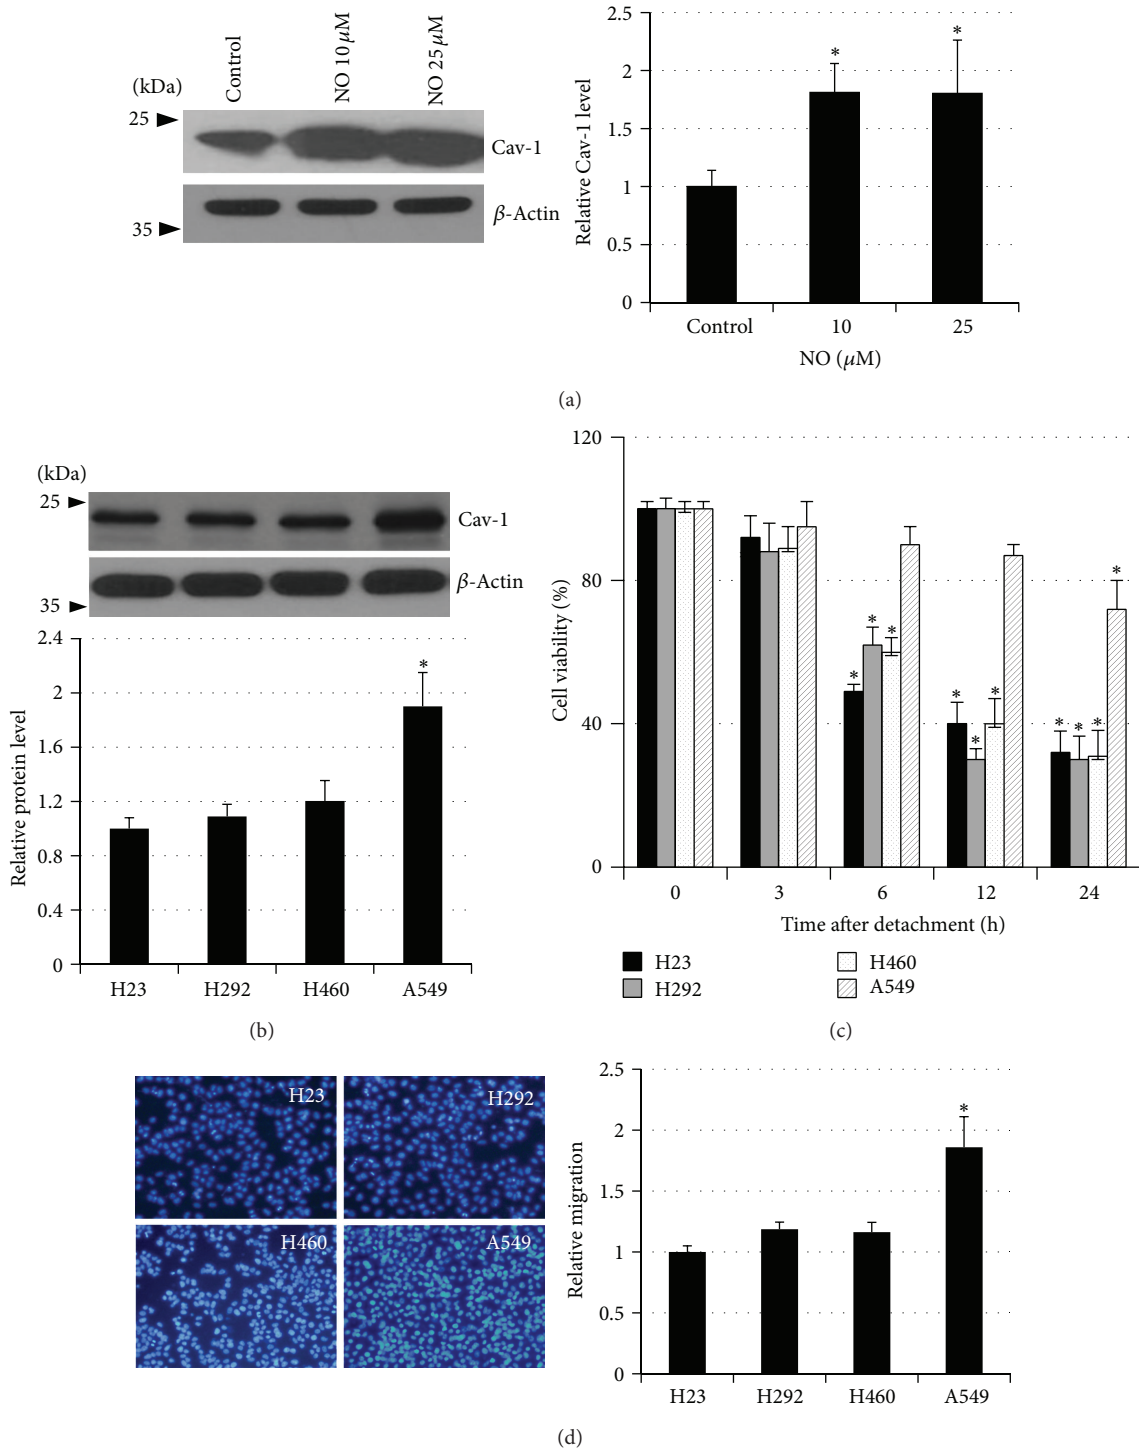 (kDa)
Control
NO 10 μM
NO 25 μM
25
Cav-1
β-Actin
35
Relative Cav-1 level
2.5
2
1.5
1
0.5
0
*
*
Control
10
25
NO (μM)
(a)
(kDa)
25
Cav-1
β-Actin
35
Relative protein level
2.4
2
1.6
1.2
0.8
0.4
0
*
H23
H292
H460
A549
(b)
Cell viability (%)
120
80
40
0
* * *
* * *
* * * *
0
3
6
12
24
Time after detachment (h)
H23
H292
H460
A549
(c)
H23
H292
H460
A549
Relative migration
2.5
2
1.5
1
0.5
0
*
H23
H292
H460
A549
(d)